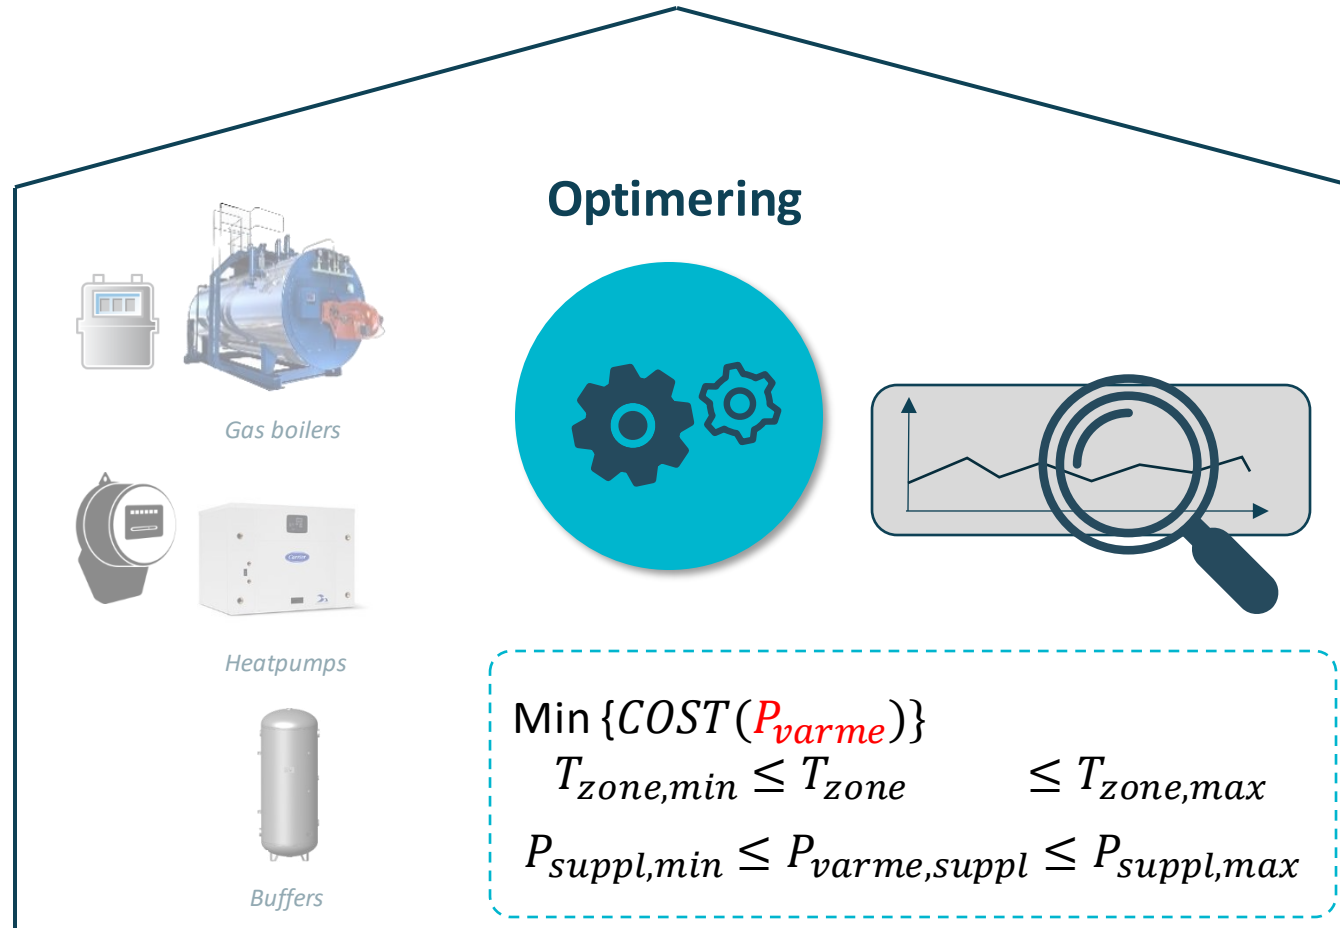 Optimering
Gas boilers
Heatpumps
Buffers
Min {COST(P_varme)}
T_zone,min ≤ T_zone ≤ T_zone,max
P_suppl,min ≤ P_varme,suppl ≤ P_suppl,max